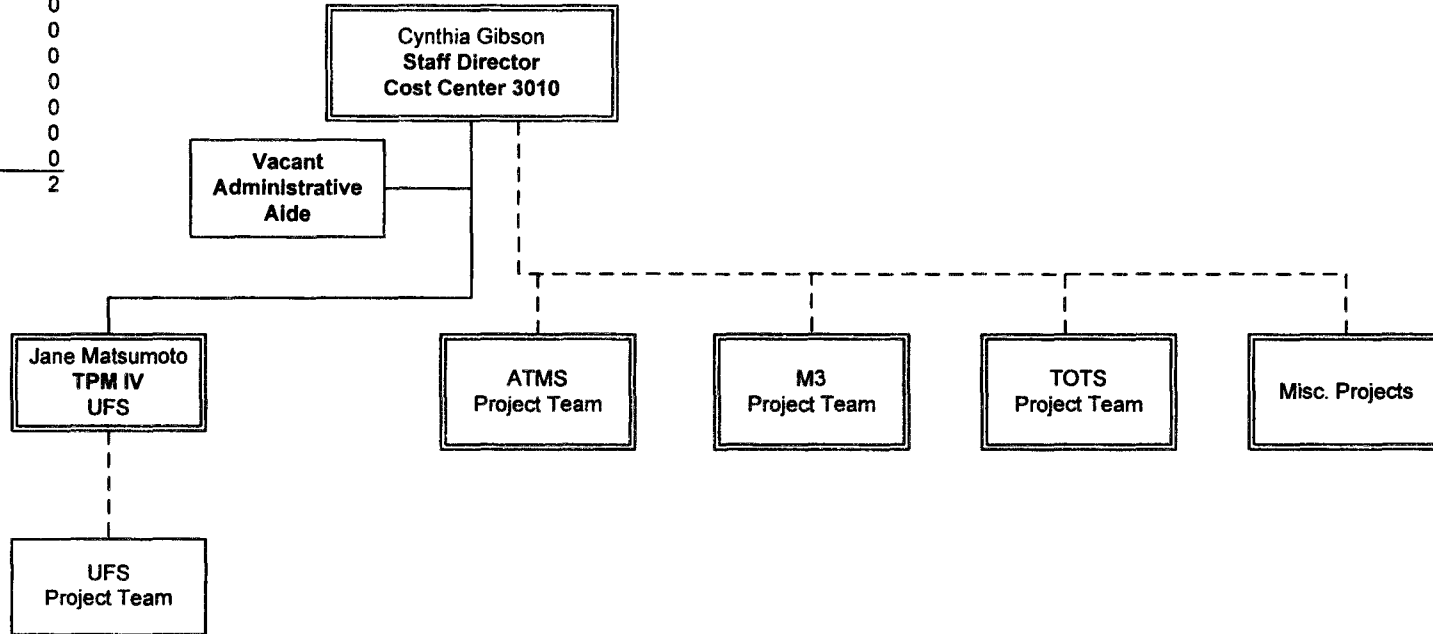 0
0
0
0
0
0
0
2
Cynthia Gibson
Staff Director
Cost Center 3010
Vacant
Administrative
Aide
Jane Matsumoto
TPM IV
UFS
ATMS
Project Team
M3
Project Team
TOTS
Project Team
Misc. Projects
UFS
Project Team